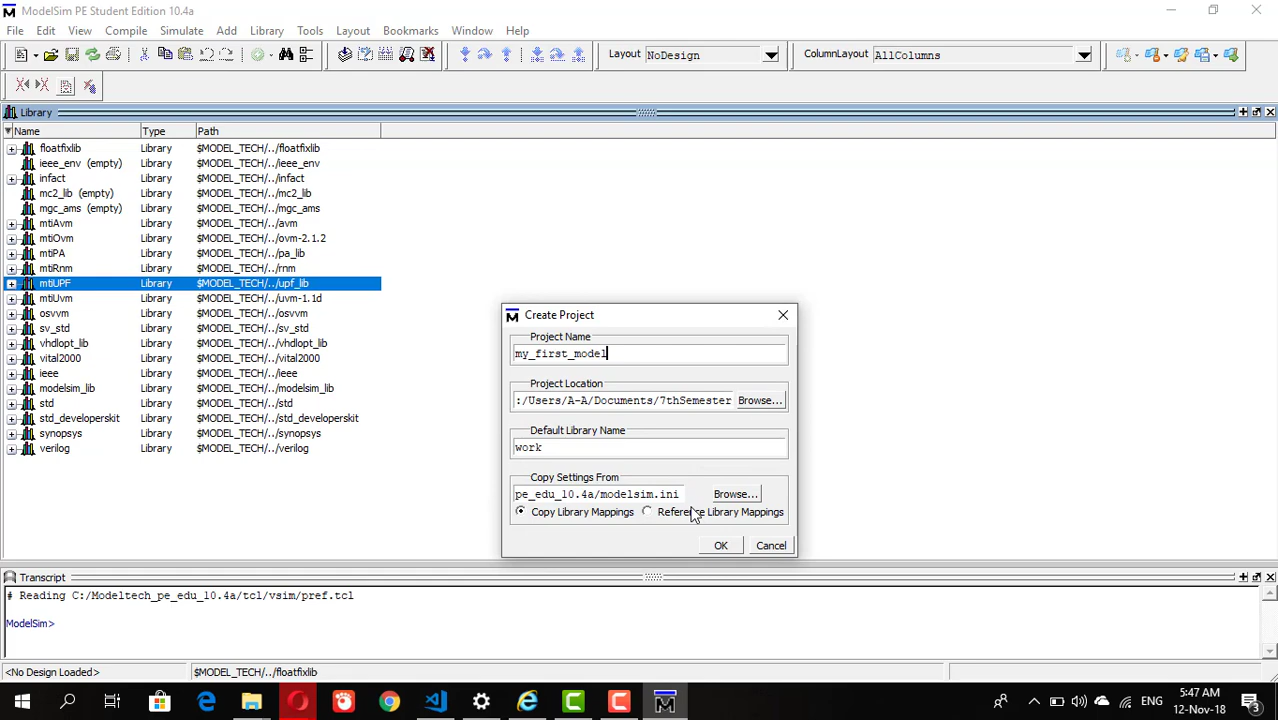 ModelSim PE Student Edition 10.4a
File Edit View Compile Simulate Add Library Tools Layout Bookmarks Window Help
Layout NoDesign ColumnLayout AllColumns
Library
Name Type Path
floatfixlib Library $MODEL_TECH/../floatfixlib
ieee_env (empty) Library $MODEL_TECH/../ieee_env
infact Library $MODEL_TECH/../infact
mc2_lib (empty) Library $MODEL_TECH/../mc2_lib
mgc_ams (empty) Library $MODEL_TECH/../mgc_ams
mtiAvm Library $MODEL_TECH/../avm
mtiOvm Library $MODEL_TECH/../ovm-2.1.2
mtiPA Library $MODEL_TECH/../pa_lib
mtiRnm Library $MODEL_TECH/../rnm
mtiUPF Library $MODEL_TECH/../upf_lib
mtiUvm Library $MODEL_TECH/../uvm-1.1d
osvvm Library $MODEL_TECH/../osvvm
sv_std Library $MODEL_TECH/../sv_std
vhdlopt_lib Library $MODEL_TECH/../vhdlopt_lib
vital2000 Library $MODEL_TECH/../vital2000
ieee Library $MODEL_TECH/../ieee
modelsim_lib Library $MODEL_TECH/../modelsim_lib
std Library $MODEL_TECH/../std
std_developerskit Library $MODEL_TECH/../std_developerskit
synopsys Library $MODEL_TECH/../synopsys
verilog Library $MODEL_TECH/../verilog
Create Project
Project Name
my_first_model
Project Location
:/Users/A-A/Documents/7thSemester Browse...
Default Library Name
work
Copy Settings From
pe_edu_10.4a/modelsim.ini Browse...
Copy Library Mappings Reference Library Mappings
OK Cancel
Transcript
# Reading C:/Modeltech_pe_edu_10.4a/tcl/vsim/pref.tcl
ModelSim>
<No Design Loaded> $MODEL_TECH/../floatfixlib
ENG 5:47 AM
12-Nov-18 3